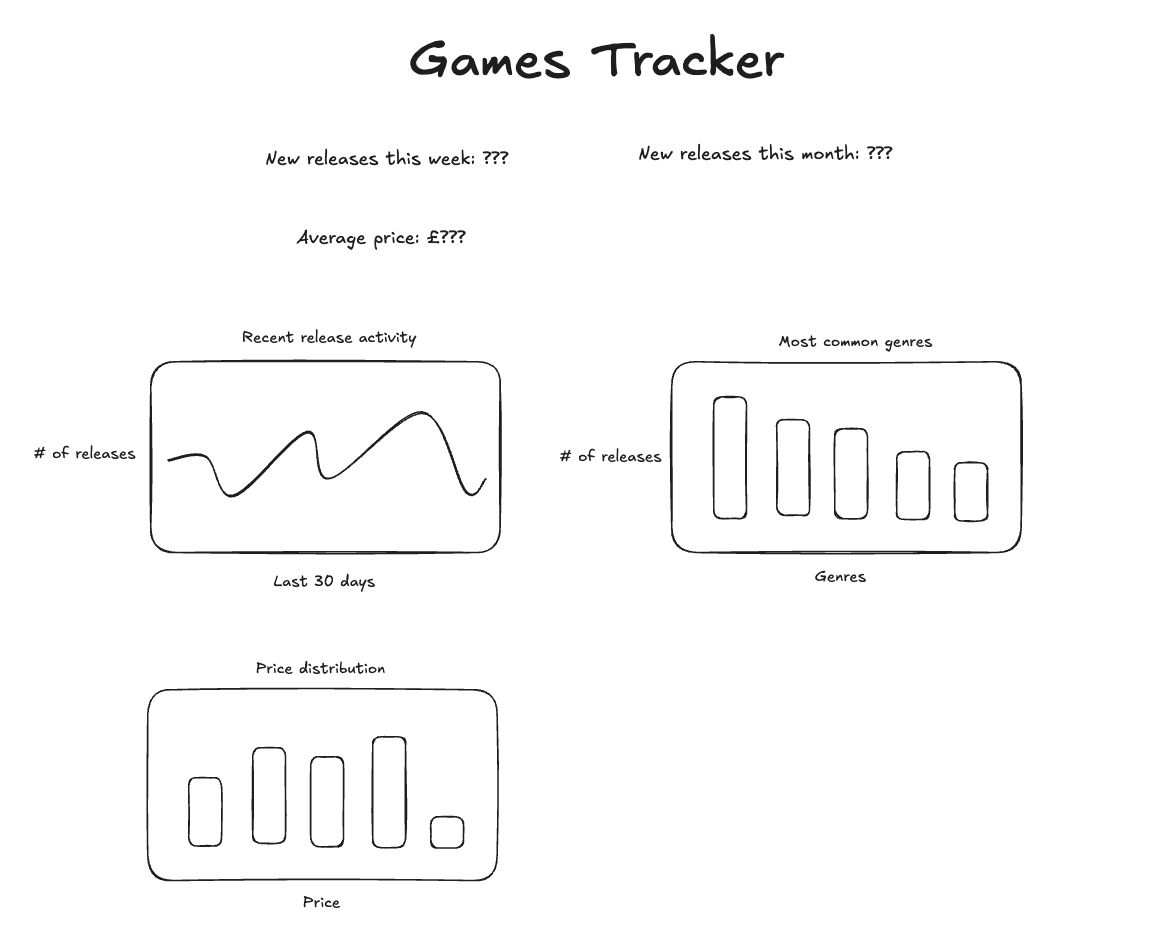 Games Tracker
New releases this week: ???
New releases this month: ???
Average price: £???
Recent release activity
# of releases
Last 30 days
Most common genres
# of releases
Genres
Price distribution
Price